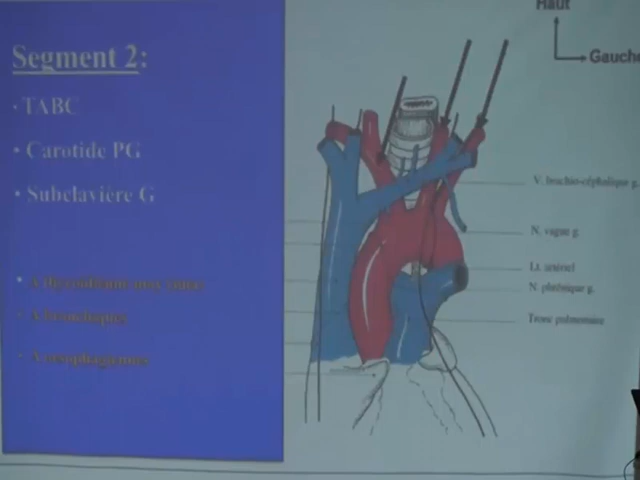 Segment 2:
• TABC
• Carotide PG
• Subclavière G
Haut
Gauche
V. brachio-céphalique g.
N. vague g.
Lt. artériel
N. phrénique g.
Tronc pulmonaire